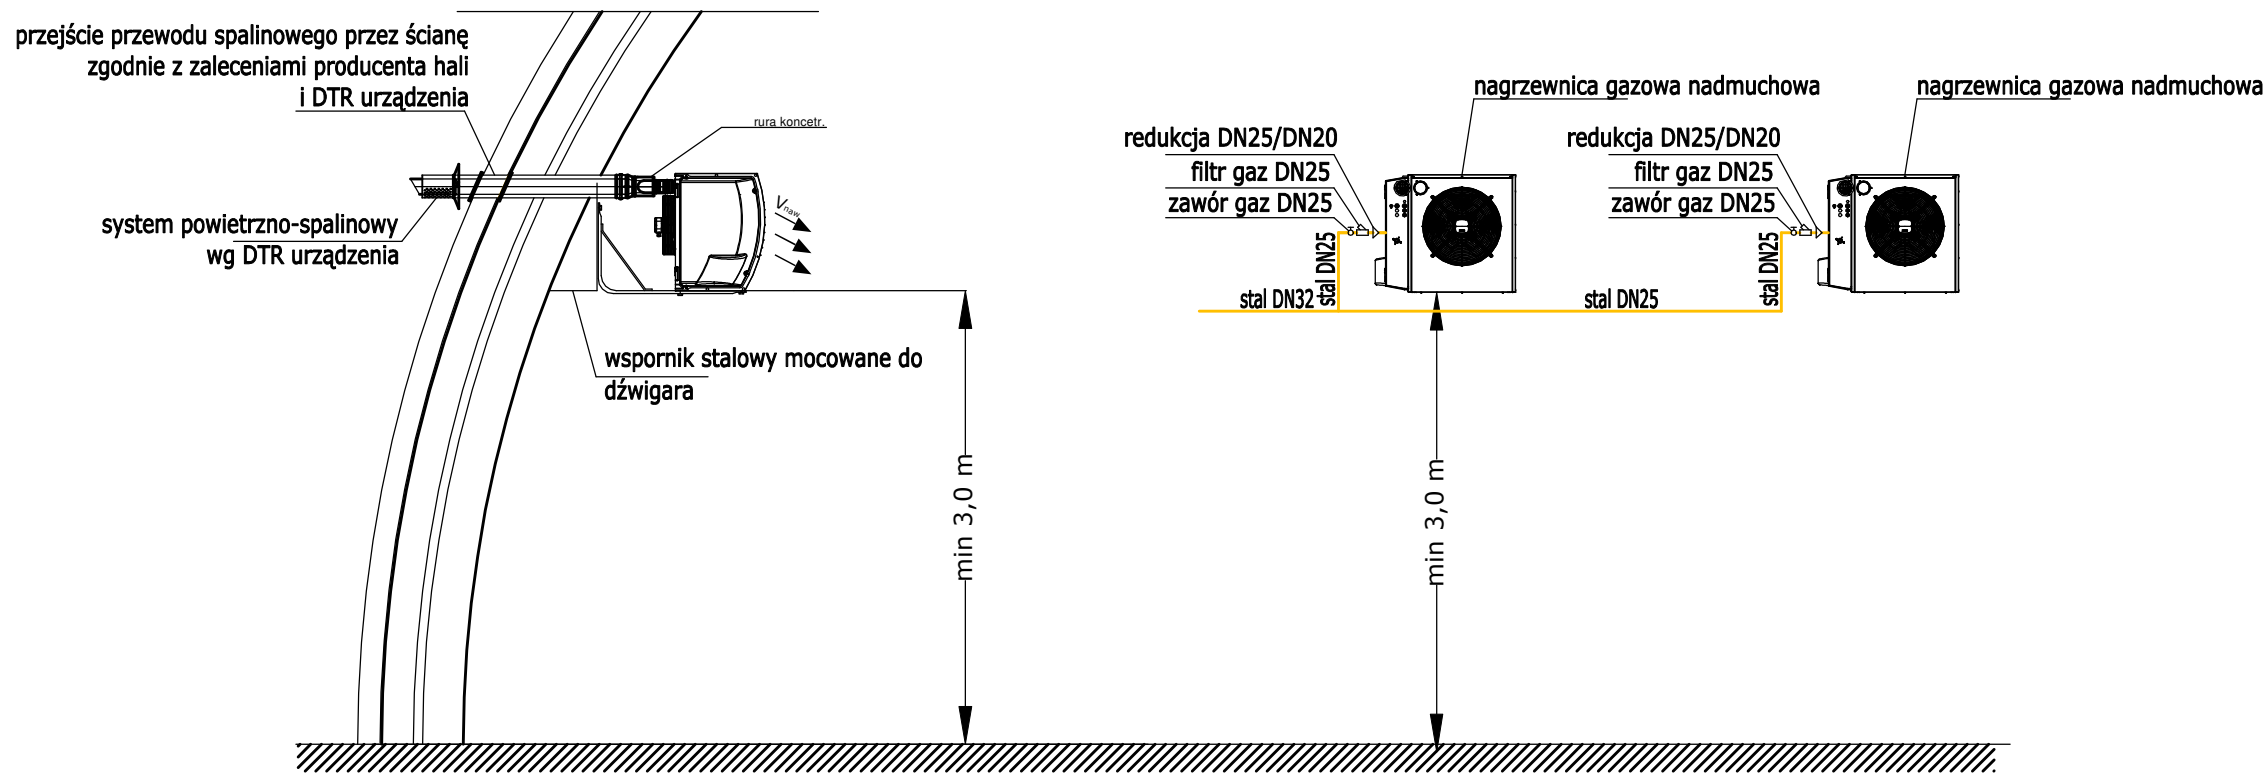 przejście przewodu spalinowego przez ścianę
zgodnie z zaleceniami producenta hali
i DTR urządzenia
rura koncetr.
system powietrzno-spalinowy
wg DTR urządzenia
Vnaw
wspornik stalowy mocowane do
dźwigara
min 3,0 m
nagrzewnica gazowa nadmuchowa
redukcja DN25/DN20
filtr gaz DN25
zawór gaz DN25
stal DN25
stal DN32
min 3,0 m
nagrzewnica gazowa nadmuchowa
redukcja DN25/DN20
filtr gaz DN25
zawór gaz DN25
stal DN25
stal DN25